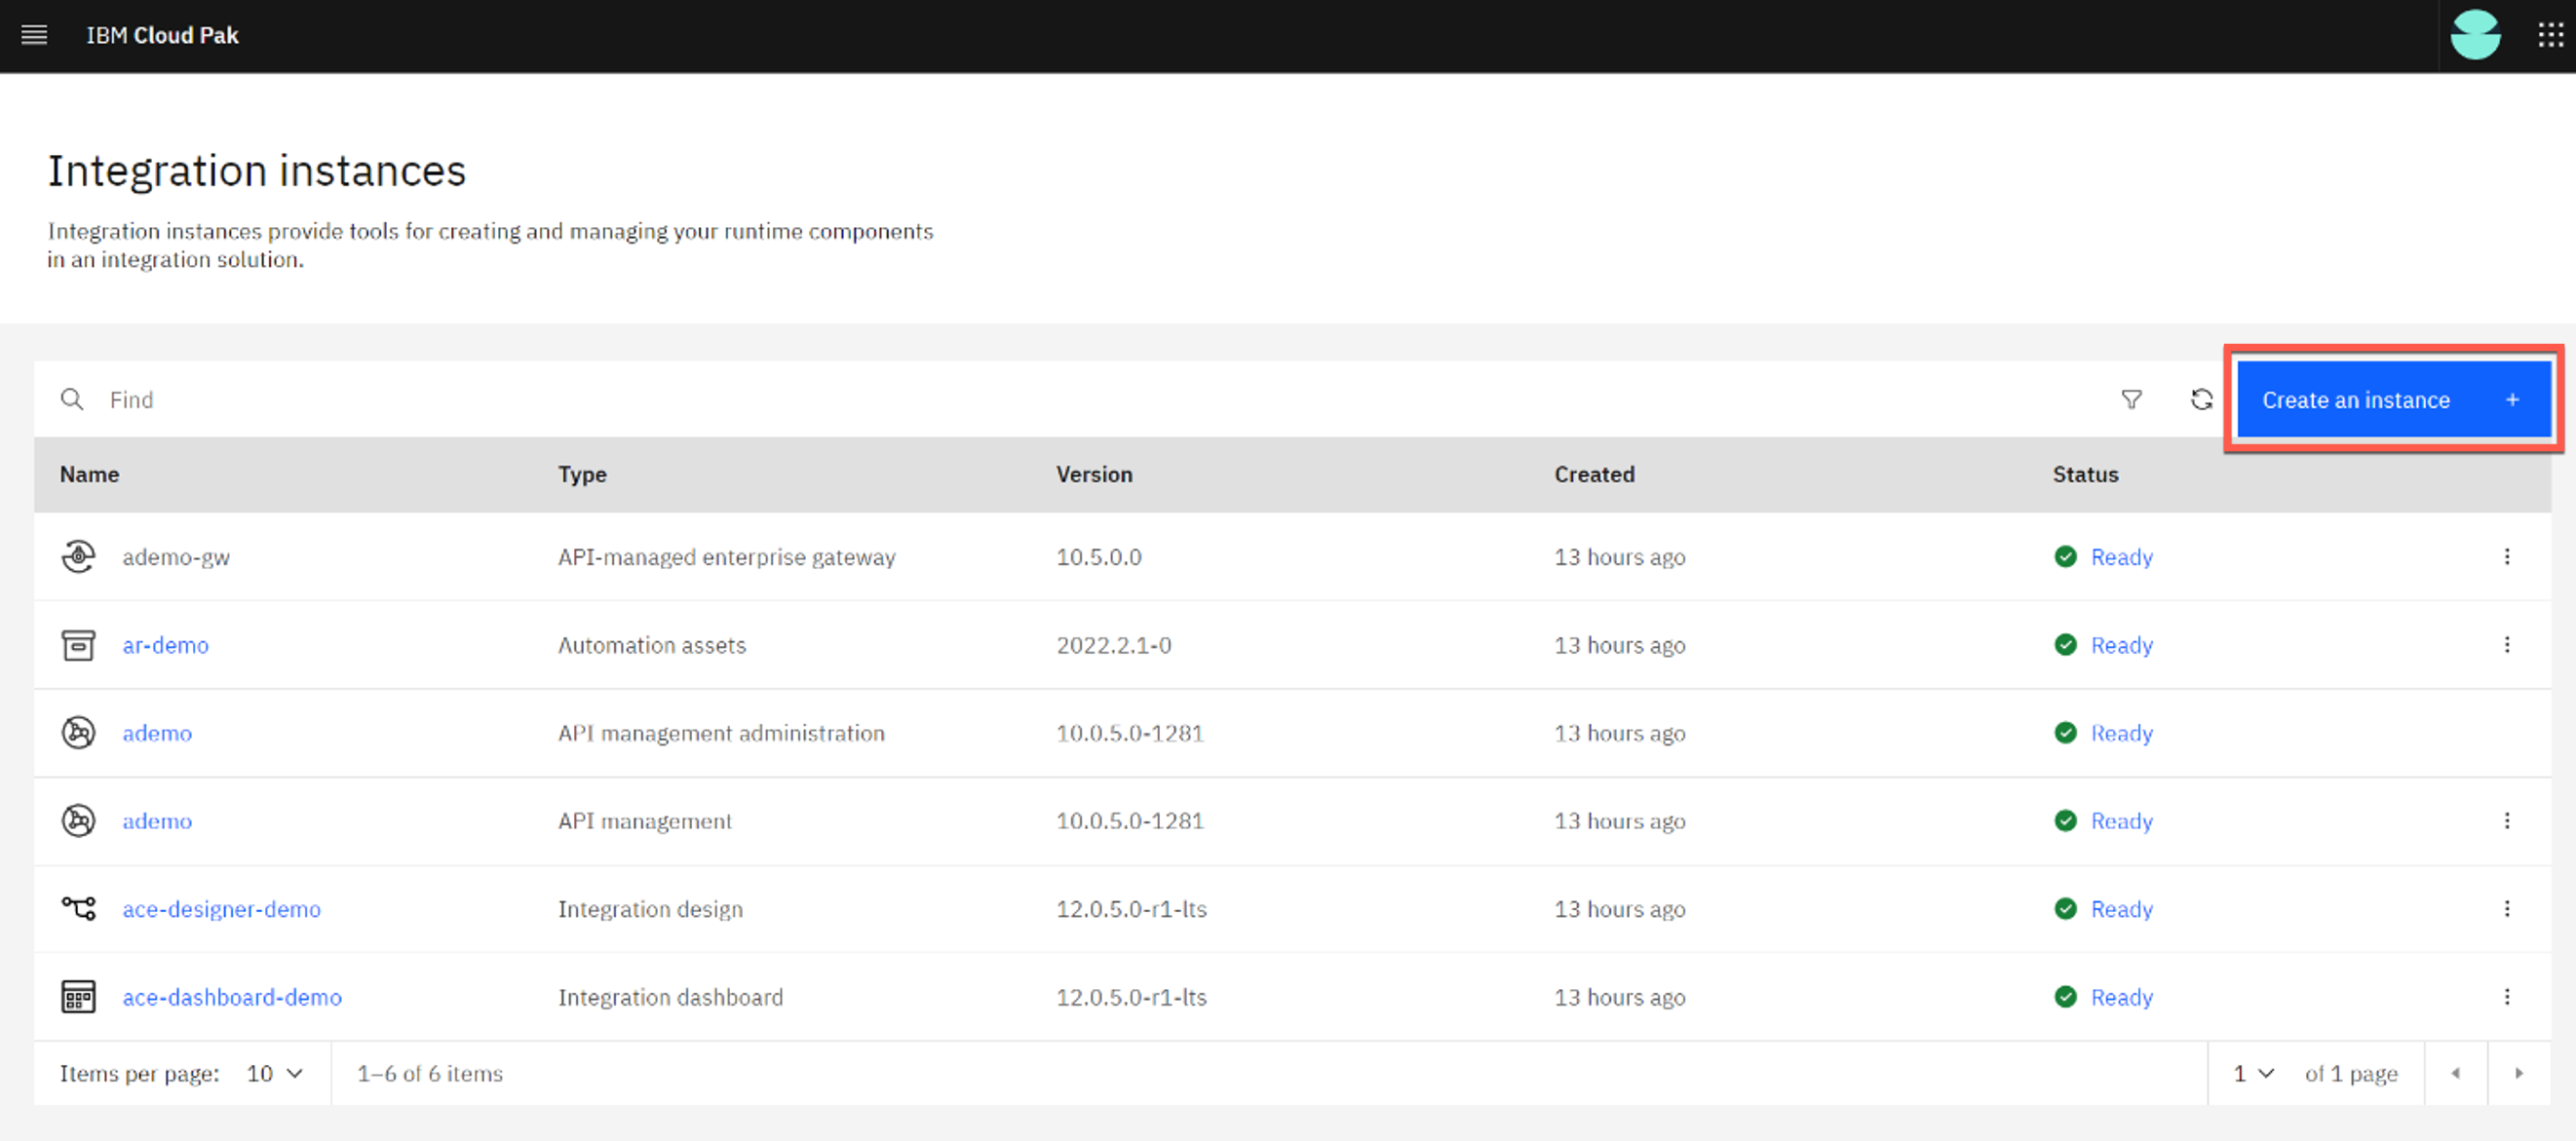 IBM Cloud Pak
Integration instances
Integration instances provide tools for creating and managing your runtime components
in an integration solution.
Find
Create an instance +
Name Type Version Created Status
ademo-gw API-managed enterprise gateway 10.5.0.0 13 hours ago Ready
ar-demo Automation assets 2022.2.1-0 13 hours ago Ready
ademo API management administration 10.0.5.0-1281 13 hours ago Ready
ademo API management 10.0.5.0-1281 13 hours ago Ready
ace-designer-demo Integration design 12.0.5.0-r1-lts 13 hours ago Ready
ace-dashboard-demo Integration dashboard 12.0.5.0-r1-lts 13 hours ago Ready
Items per page: 10 1–6 of 6 items 1 of 1 page